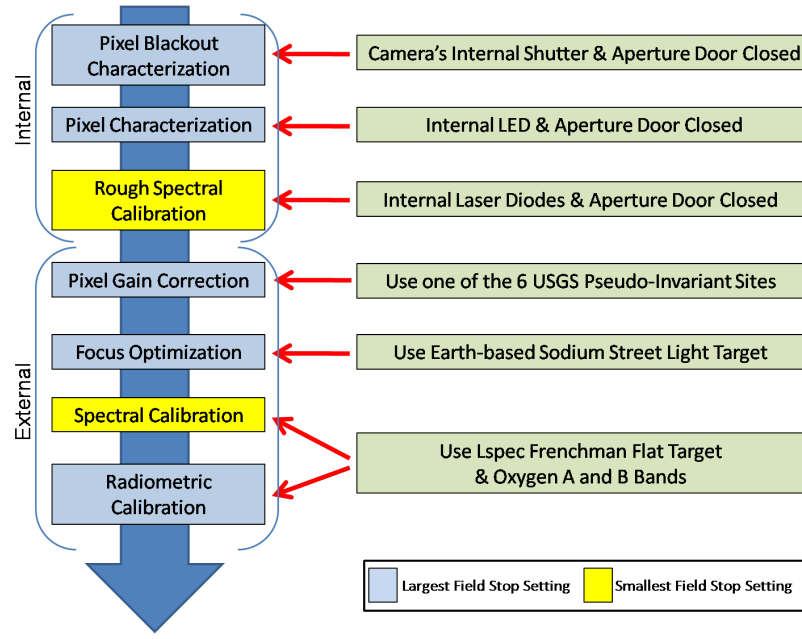 Internal
Pixel Blackout
Characterization
Camera's Internal Shutter & Aperture Door Closed
Pixel Characterization
Internal LED & Aperture Door Closed
Rough Spectral
Calibration
Internal Laser Diodes & Aperture Door Closed
External
Pixel Gain Correction
Use one of the 6 USGS Pseudo-Invariant Sites
Focus Optimization
Use Earth-based Sodium Street Light Target
Spectral Calibration
Radiometric
Calibration
Use Lspec Frenchman Flat Target
& Oxygen A and B Bands
Largest Field Stop Setting
Smallest Field Stop Setting